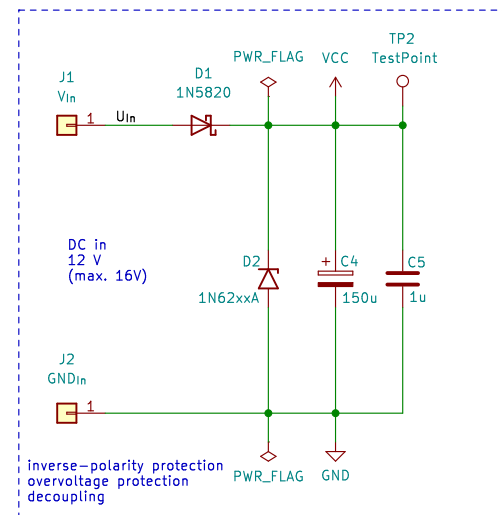 TP2
PWR_FLAG
VCC
TestPoint
J1
D1
VIn
1N5820
1
UIn
DC in
12 V
(max. 16V)
D2
+
C4
C5
1N62xxA
150u
1u
J2
GNDIn
1
inverse-polarity protection
overvoltage protection
decoupling
PWR_FLAG
GND